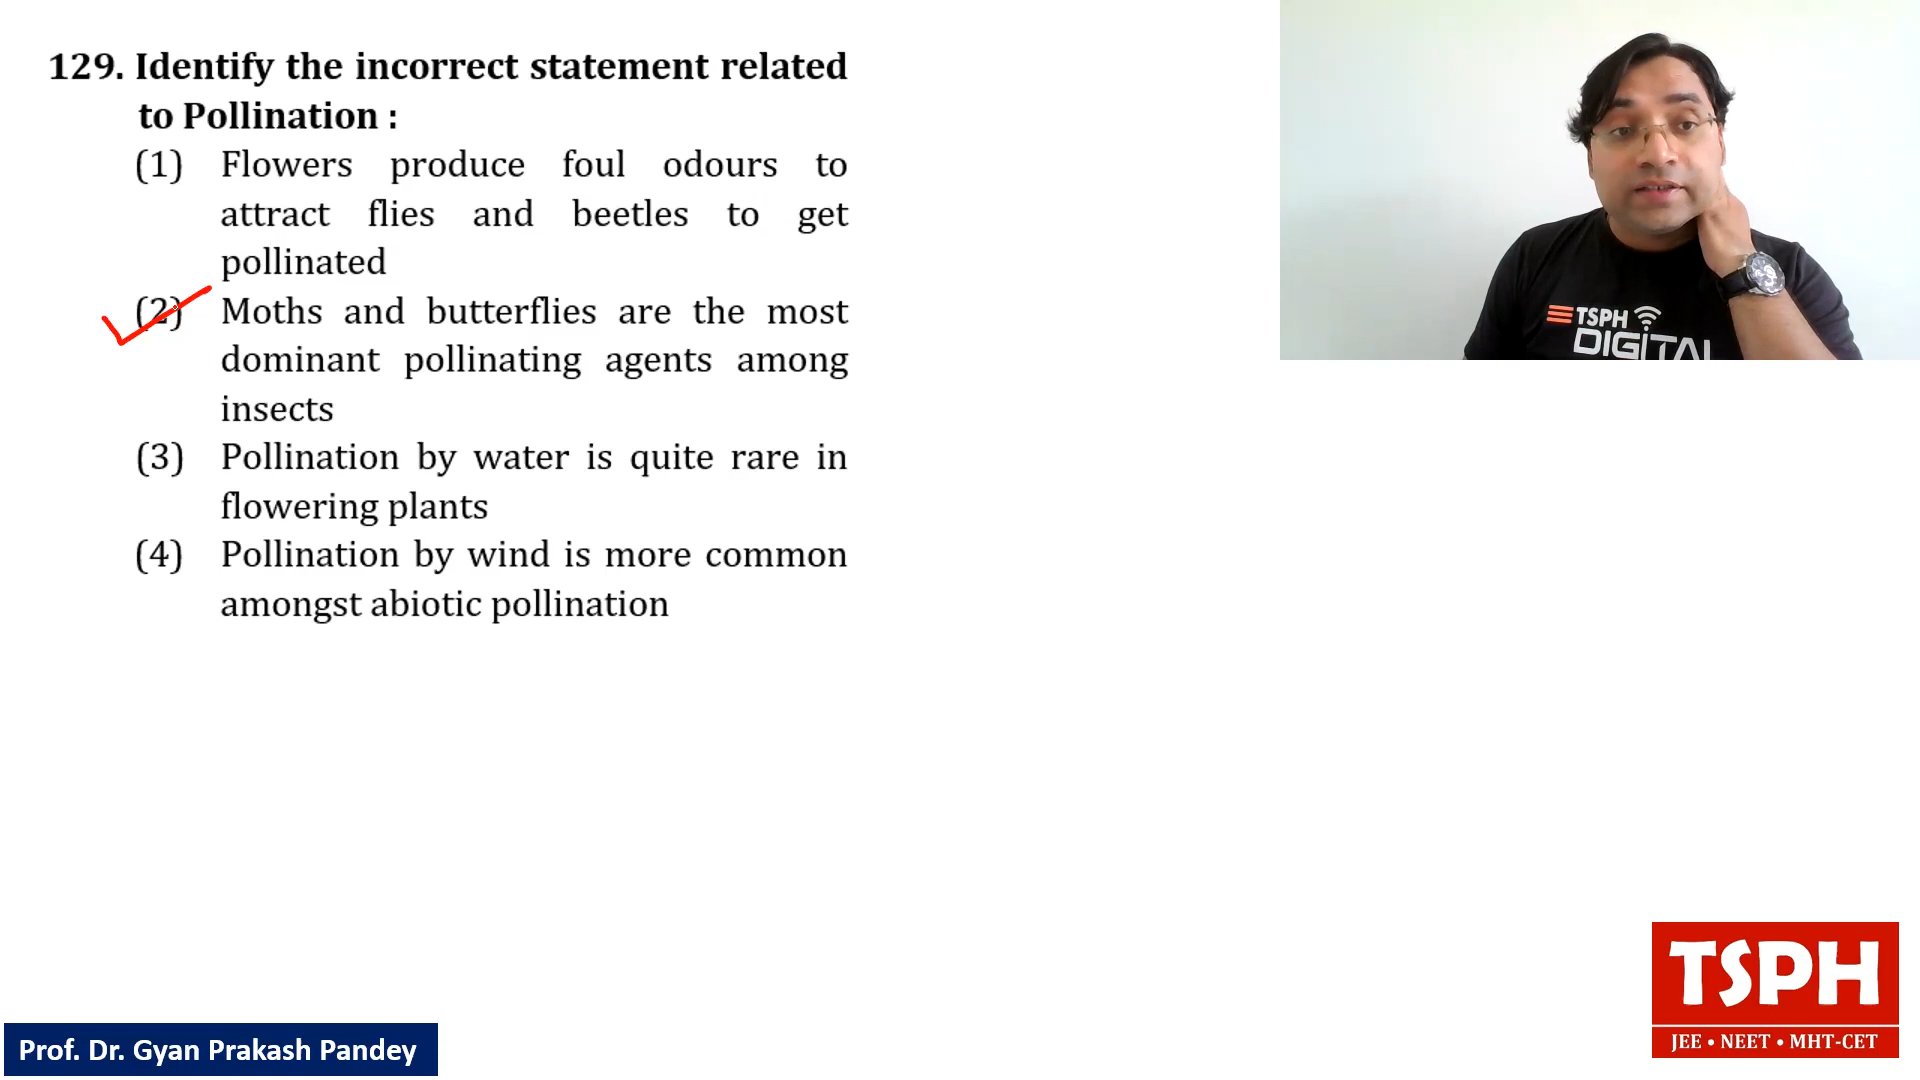 129. Identify the incorrect statement related
to Pollination :
(1) Flowers produce foul odours to
attract flies and beetles to get
pollinated
(2) Moths and butterflies are the most
dominant pollinating agents among
insects
(3) Pollination by water is quite rare in
flowering plants
(4) Pollination by wind is more common
amongst abiotic pollination
TSPH
DIGITAL
TSPH
JEE • NEET • MHT-CET
Prof. Dr. Gyan Prakash Pandey